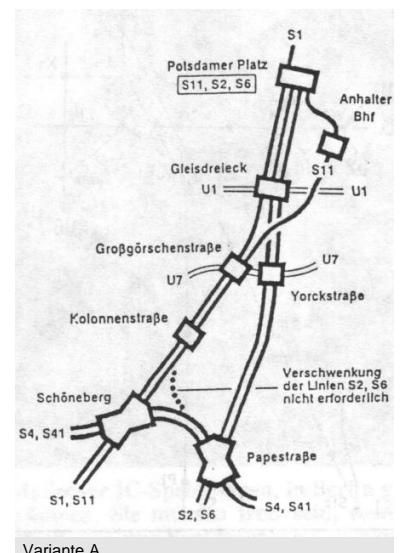 S1
Polsdamer Platz
S11, S2, S6
Anhalter
Bhf
Gleisdreieck
S11
U1
U1
Großgörschenstraße
U7
U7
Yorckstraße
Kolonnenstraße
Verschwenkung
der Linien S2, S6
nicht erforderlich
Schöneberg
S4, S41
Papestraße
S1, S11
S2, S6
S4, S41
Variante A